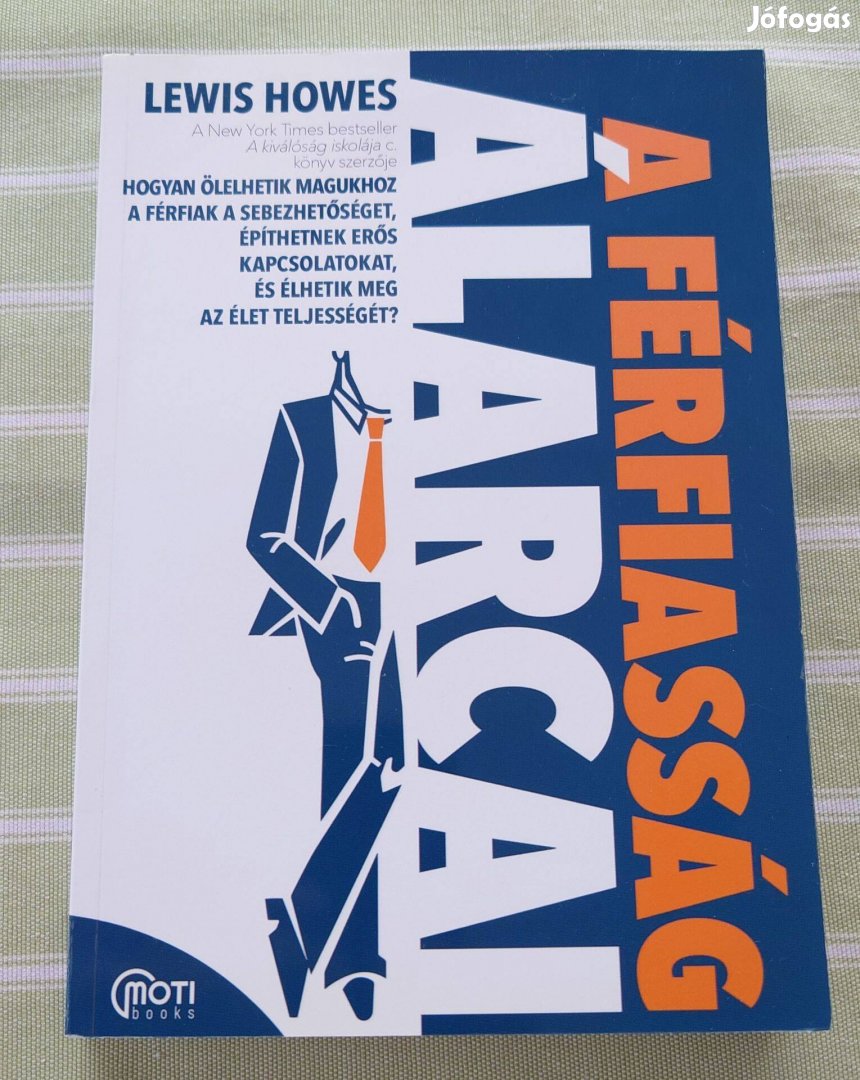 Jófogás
LEWIS HOWES
A New York Times bestseller
A kiválóság iskolája c.
könyv szerzője
HOGYAN ÖLELHETIK MAGUKHOZ
A FÉRFIAK A SEBEZHETŐSÉGET,
ÉPÍTHETNEK ERŐS
KAPCSOLATOKAT,
ÉS ÉLHETIK MEG
AZ ÉLET TELJESSÉGÉT?
A FÉRFIASSÁG
ÁLARCAI
MOTI
books